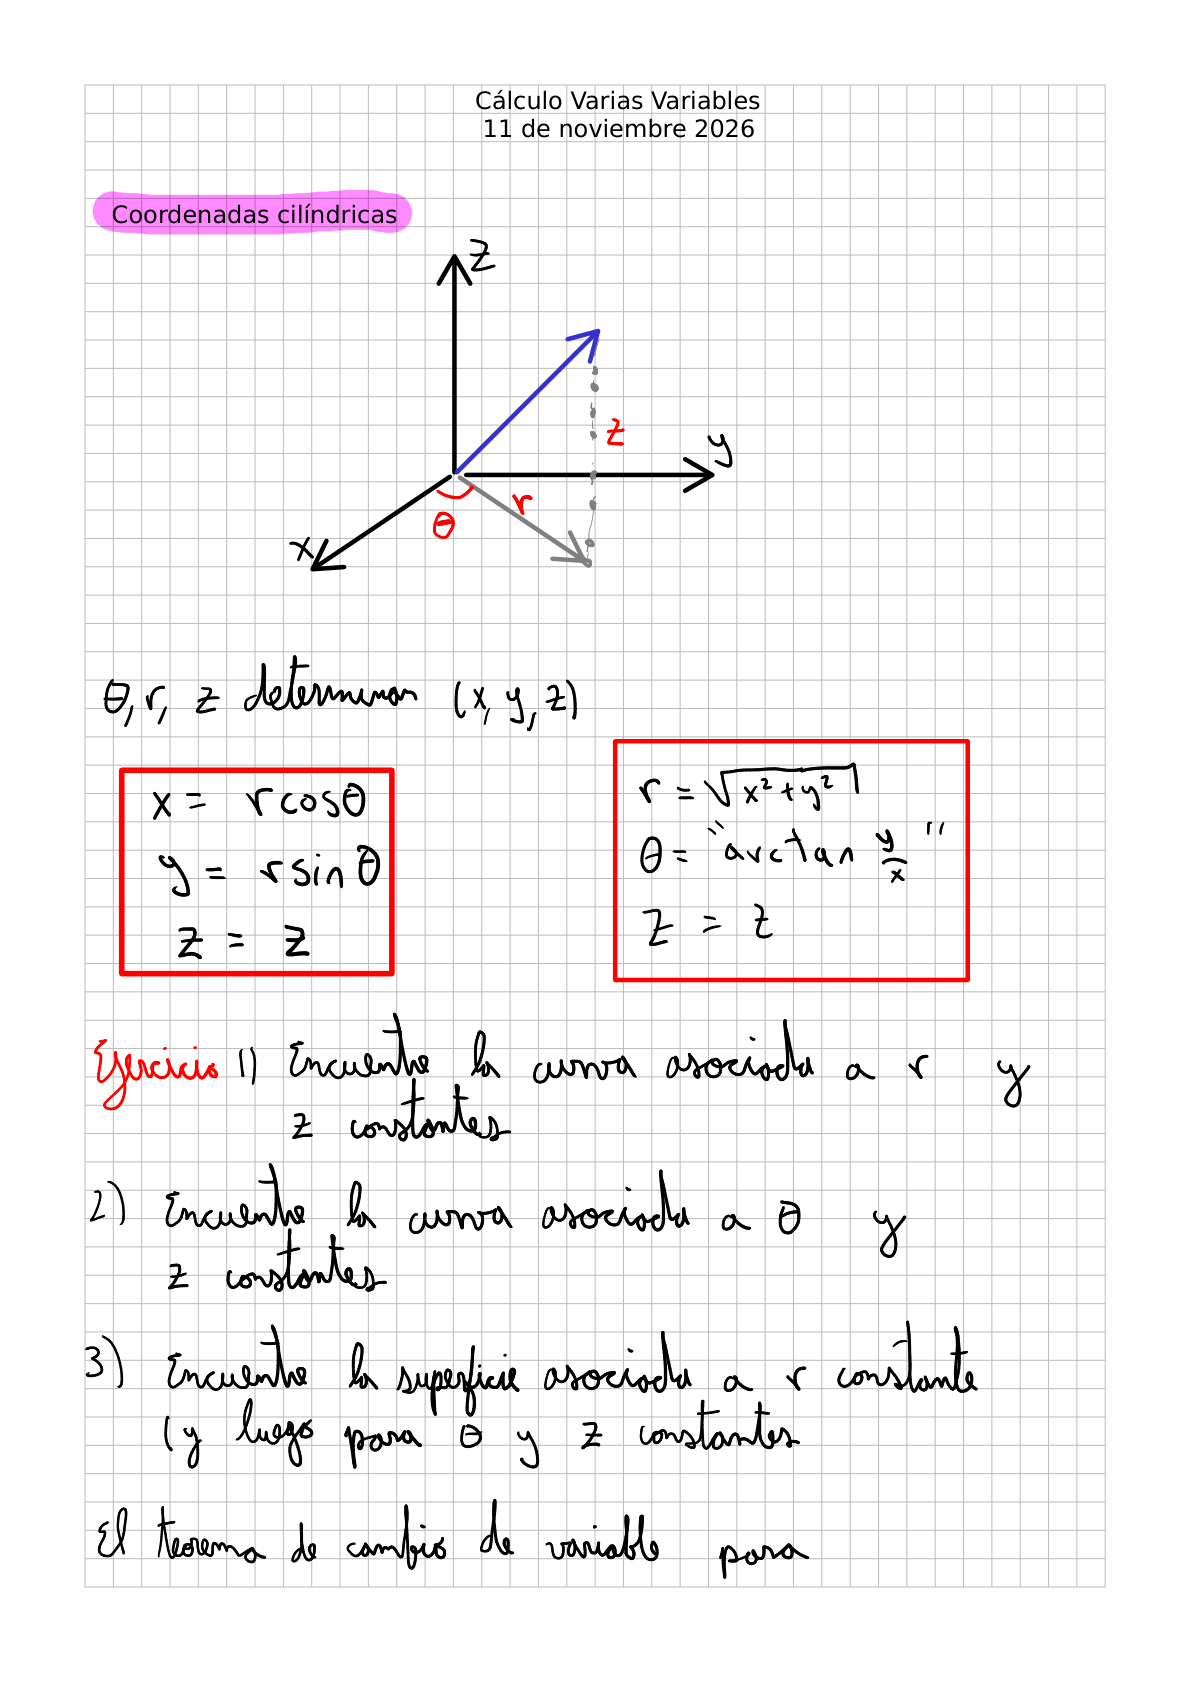 Cálculo Varias Variables
11 de noviembre 2026
Coordenadas cilíndricas
z
z
y
r
θ
x
θ, r, z determinan (x, y, z)
x = r cos θ
y = r sin θ
z = z
r = √x² + y²
θ = "arctan y/x"
z = z
Ejercicio 1) Encuentre la curva asociada a r y
z constantes
2) Encuentre la curva asociada a θ y
z constantes
3) Encuentre la superficie asociada a r constante
(y luego para θ y z constantes
El teorema de cambio de variable para